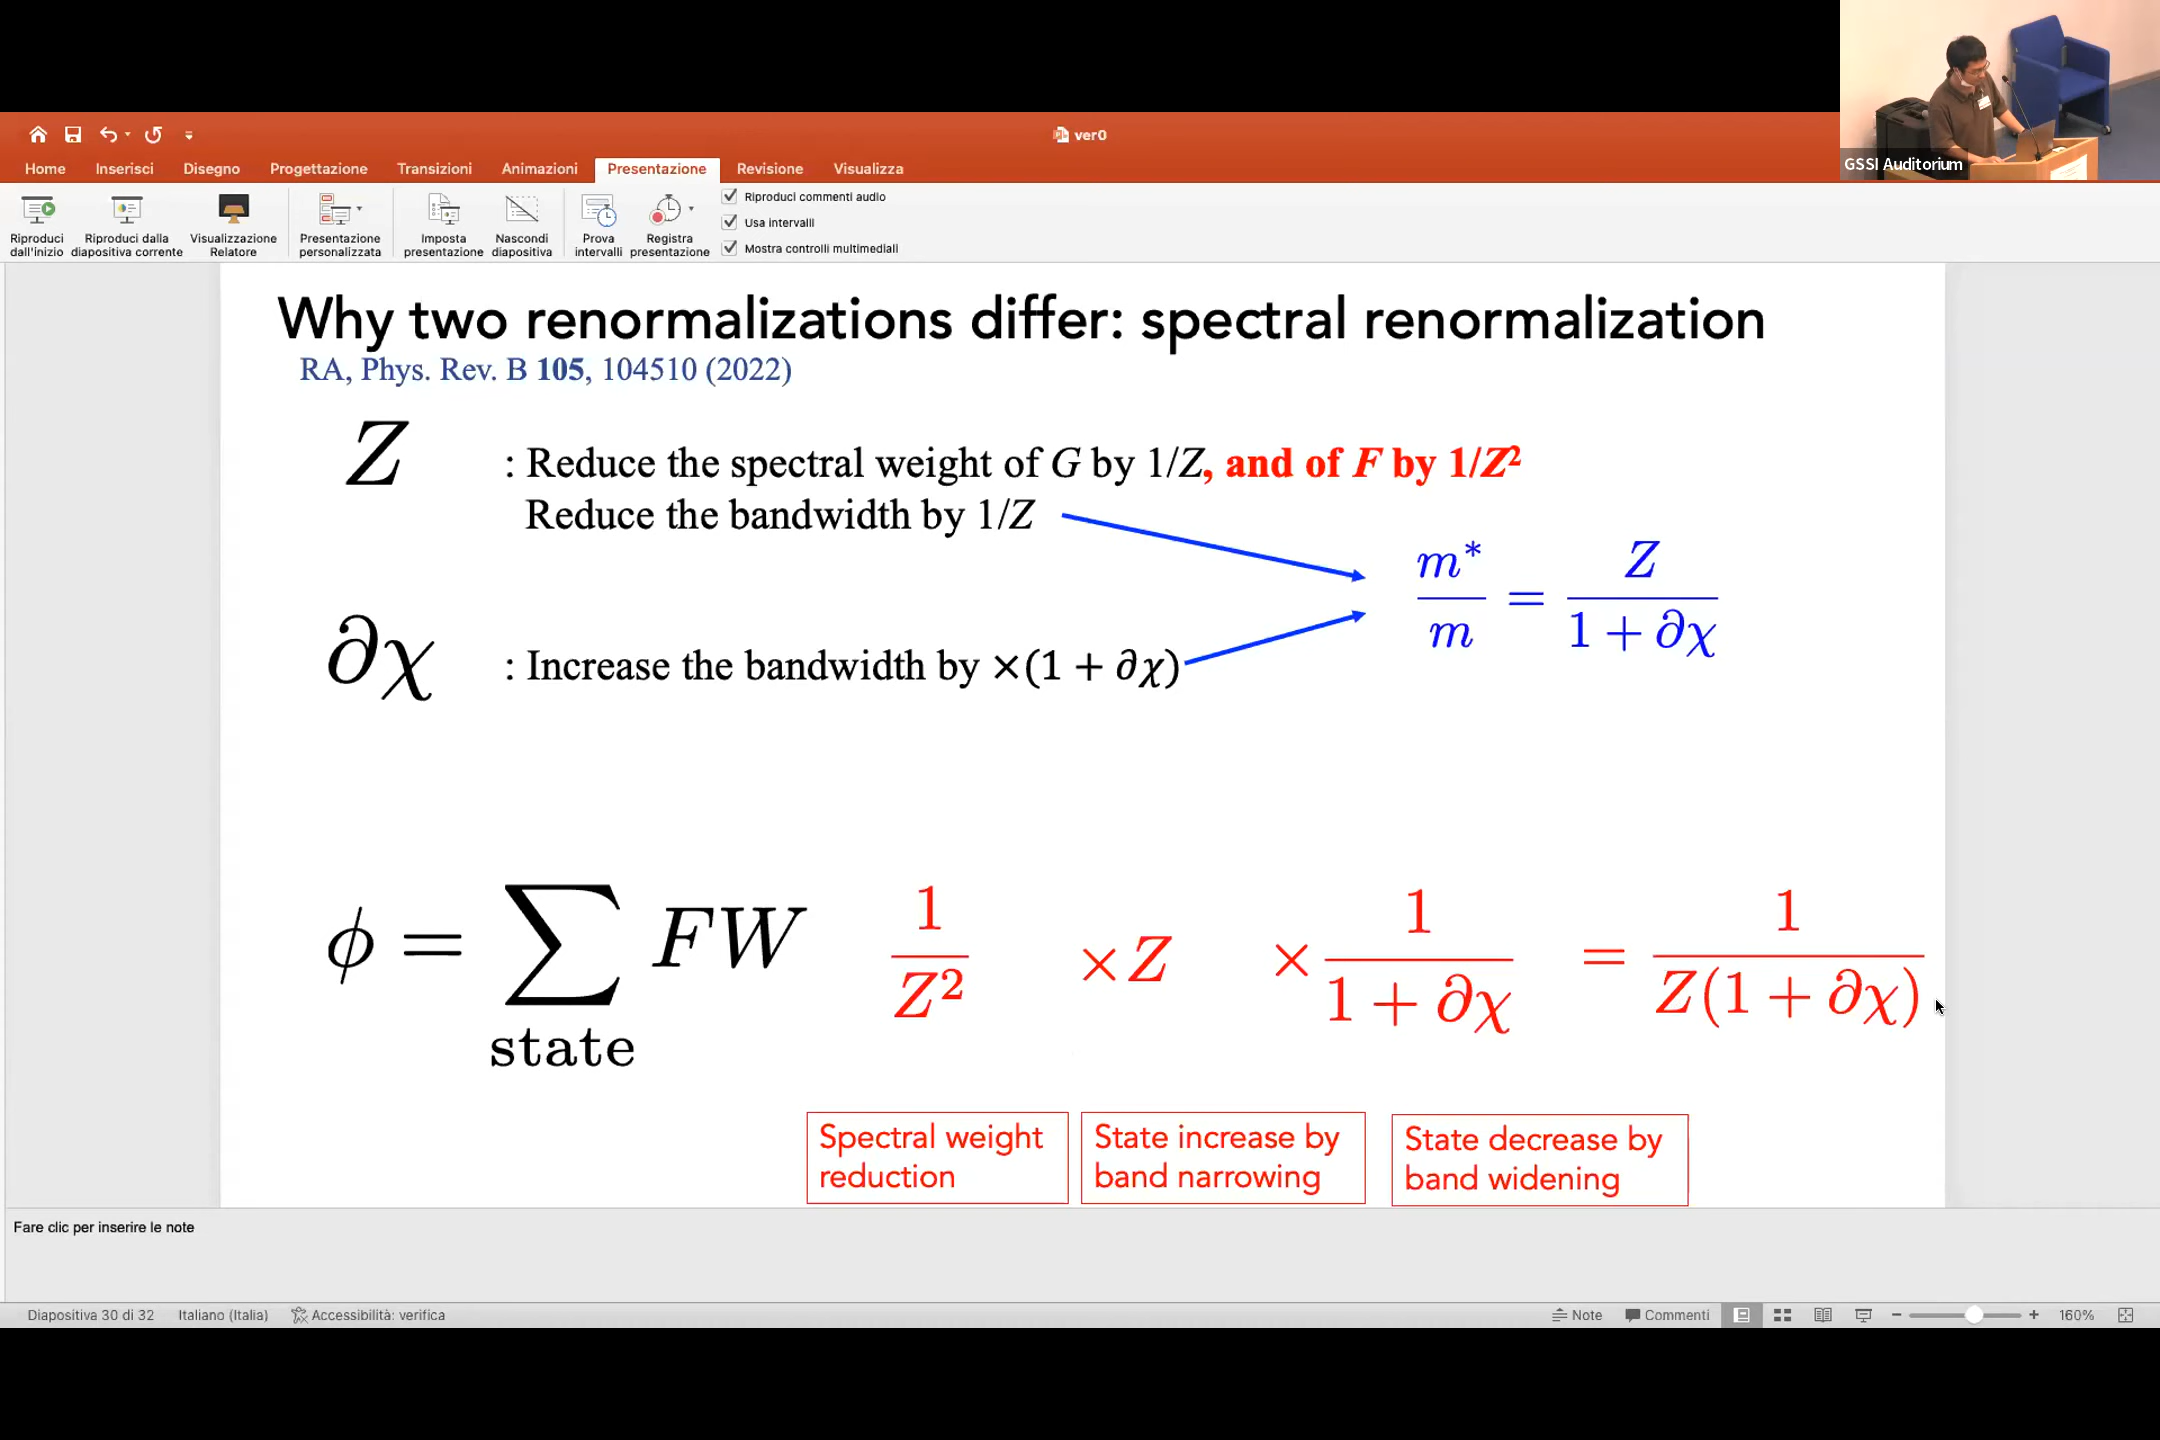 ver0
GSSI Auditorium
Home Inserisci Disegno Progettazione Transizioni Animazioni Presentazione Revisione Visualizza
Riproduci dall'inizio
Riproduci dalla diapositiva corrente
Visualizzazione Relatore
Presentazione personalizzata
Imposta presentazione
Nascondi diapositiva
Prova intervalli
Registra presentazione
Riproduci commenti audio
Usa intervalli
Mostra controlli multimediali
Why two renormalizations differ: spectral renormalization
RA, Phys. Rev. B 105, 104510 (2022)
Z : Reduce the spectral weight of G by 1/Z, and of F by 1/Z²
Reduce the bandwidth by 1/Z
m*/m = Z/(1 + ∂χ)
∂χ : Increase the bandwidth by ×(1 + ∂χ)
ϕ = ∑ FW 1/Z² ×Z × 1/(1 + ∂χ) = 1/(Z(1 + ∂χ))
state
Spectral weight reduction
State increase by band narrowing
State decrease by band widening
Fare clic per inserire le note
Diapositiva 30 di 32 Italiano (Italia) Accessibilità: verifica Note Commenti 160%